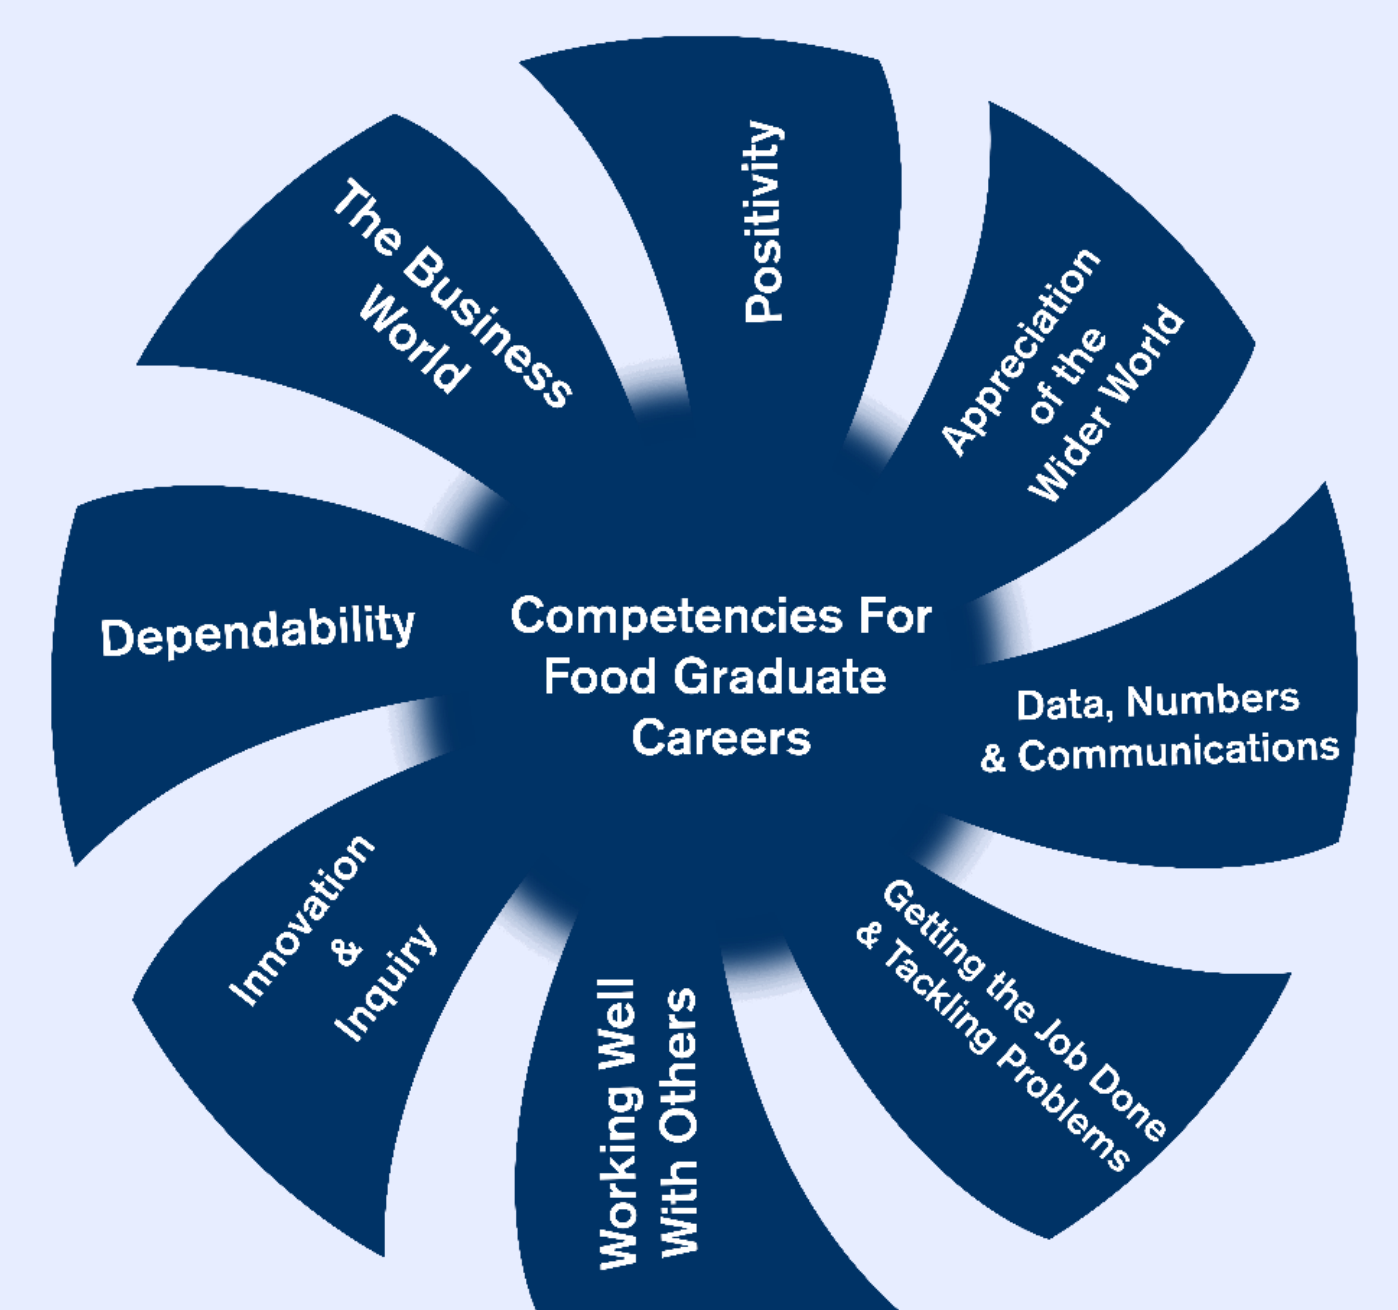 Positivity
Appreciation
of the
Wider World
Data, Numbers
& Communications
Getting the Job Done
& Tackling Problems
Working Well
With Others
Innovation
&
Inquiry
Dependability
The Business
World
Competencies For
Food Graduate
Careers